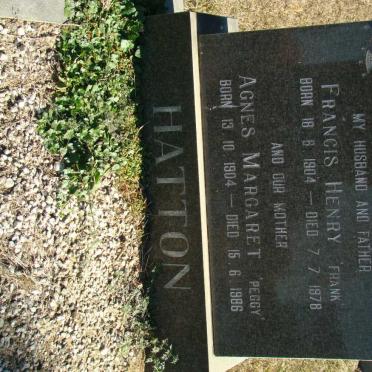 MY HUSBAND AND FATHER
FRANCIS HENRY 'FRANK'
BORN 18 8 1904 — DIED 7 7 1978
AND OUR MOTHER
AGNES MARGARET 'PEGGY'
BORN 13 10 1904 — DIED 15 6 1986
HATTON